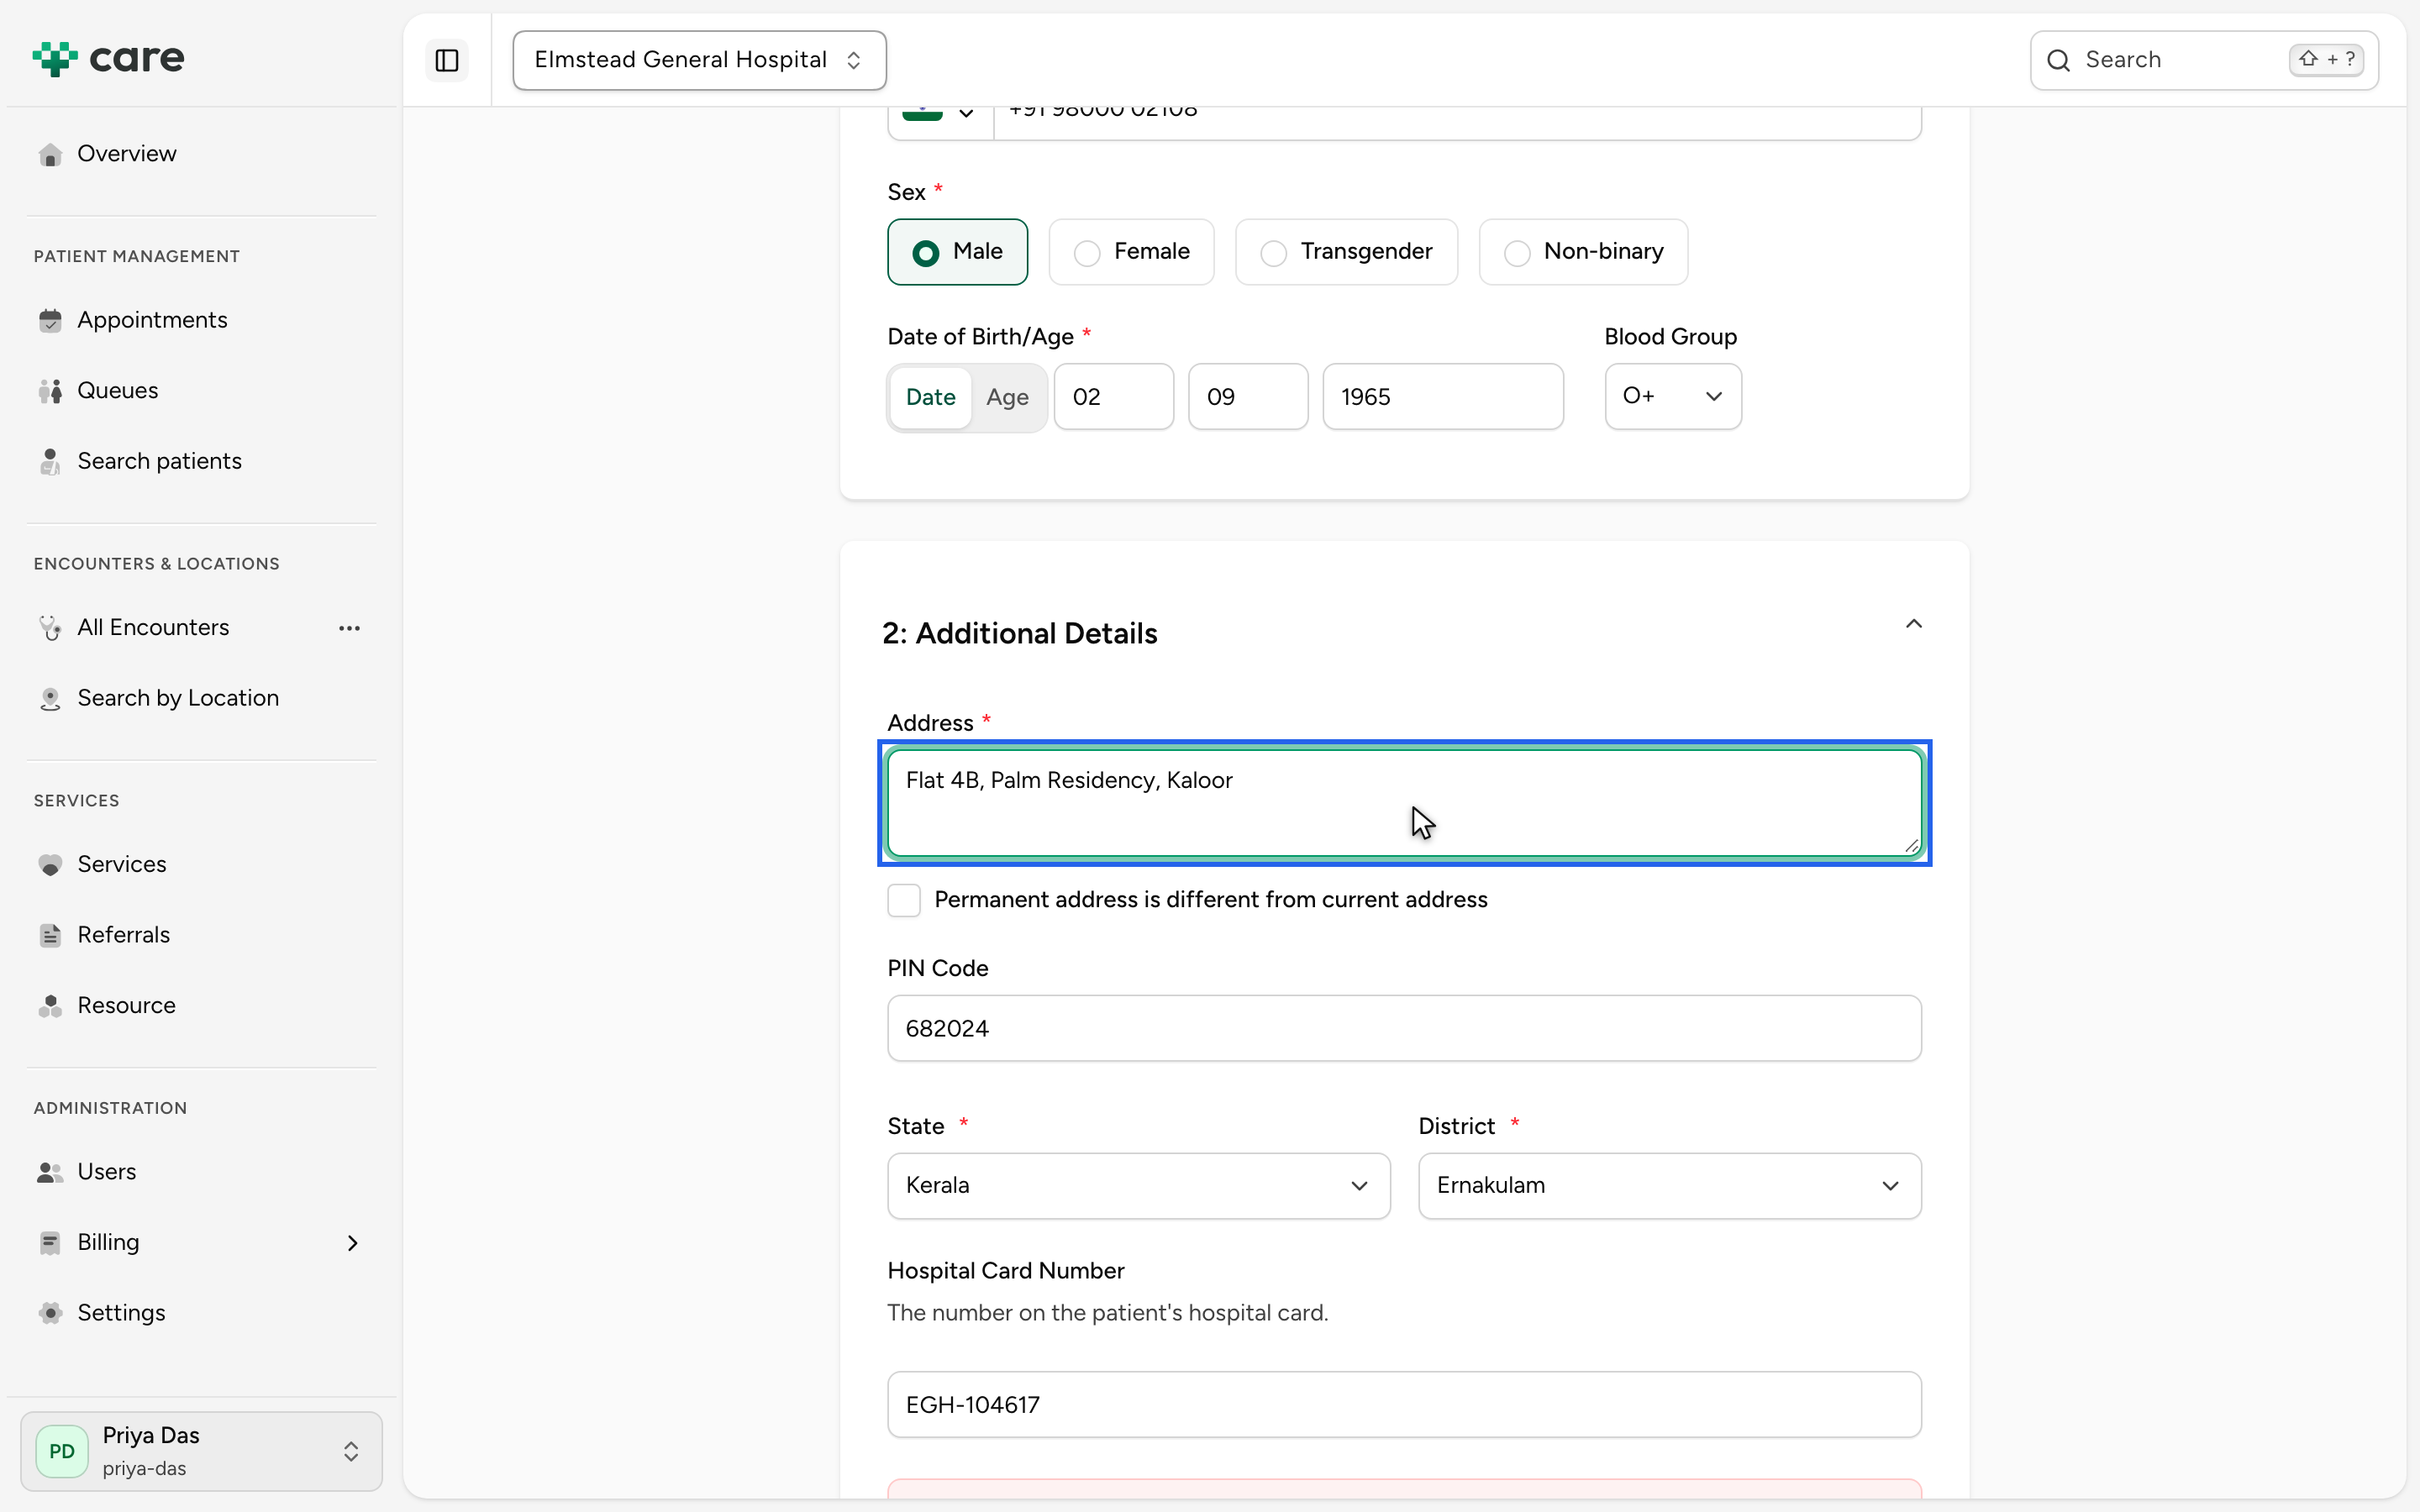 care
Elmstead General Hospital
Search
+ ?
Overview
PATIENT MANAGEMENT
Appointments
Queues
Search patients
ENCOUNTERS & LOCATIONS
All Encounters
Search by Location
SERVICES
Services
Referrals
Resource
ADMINISTRATION
Users
Billing
Settings
PD
Priya Das
priya-das
+91 98000 02108
Sex *
Male
Female
Transgender
Non-binary
Date of Birth/Age *
Blood Group
Date
Age
02
09
1965
O+
2: Additional Details
Address *
Flat 4B, Palm Residency, Kaloor
Permanent address is different from current address
PIN Code
682024
State *
District *
Kerala
Ernakulam
Hospital Card Number
The number on the patient's hospital card.
EGH-104617